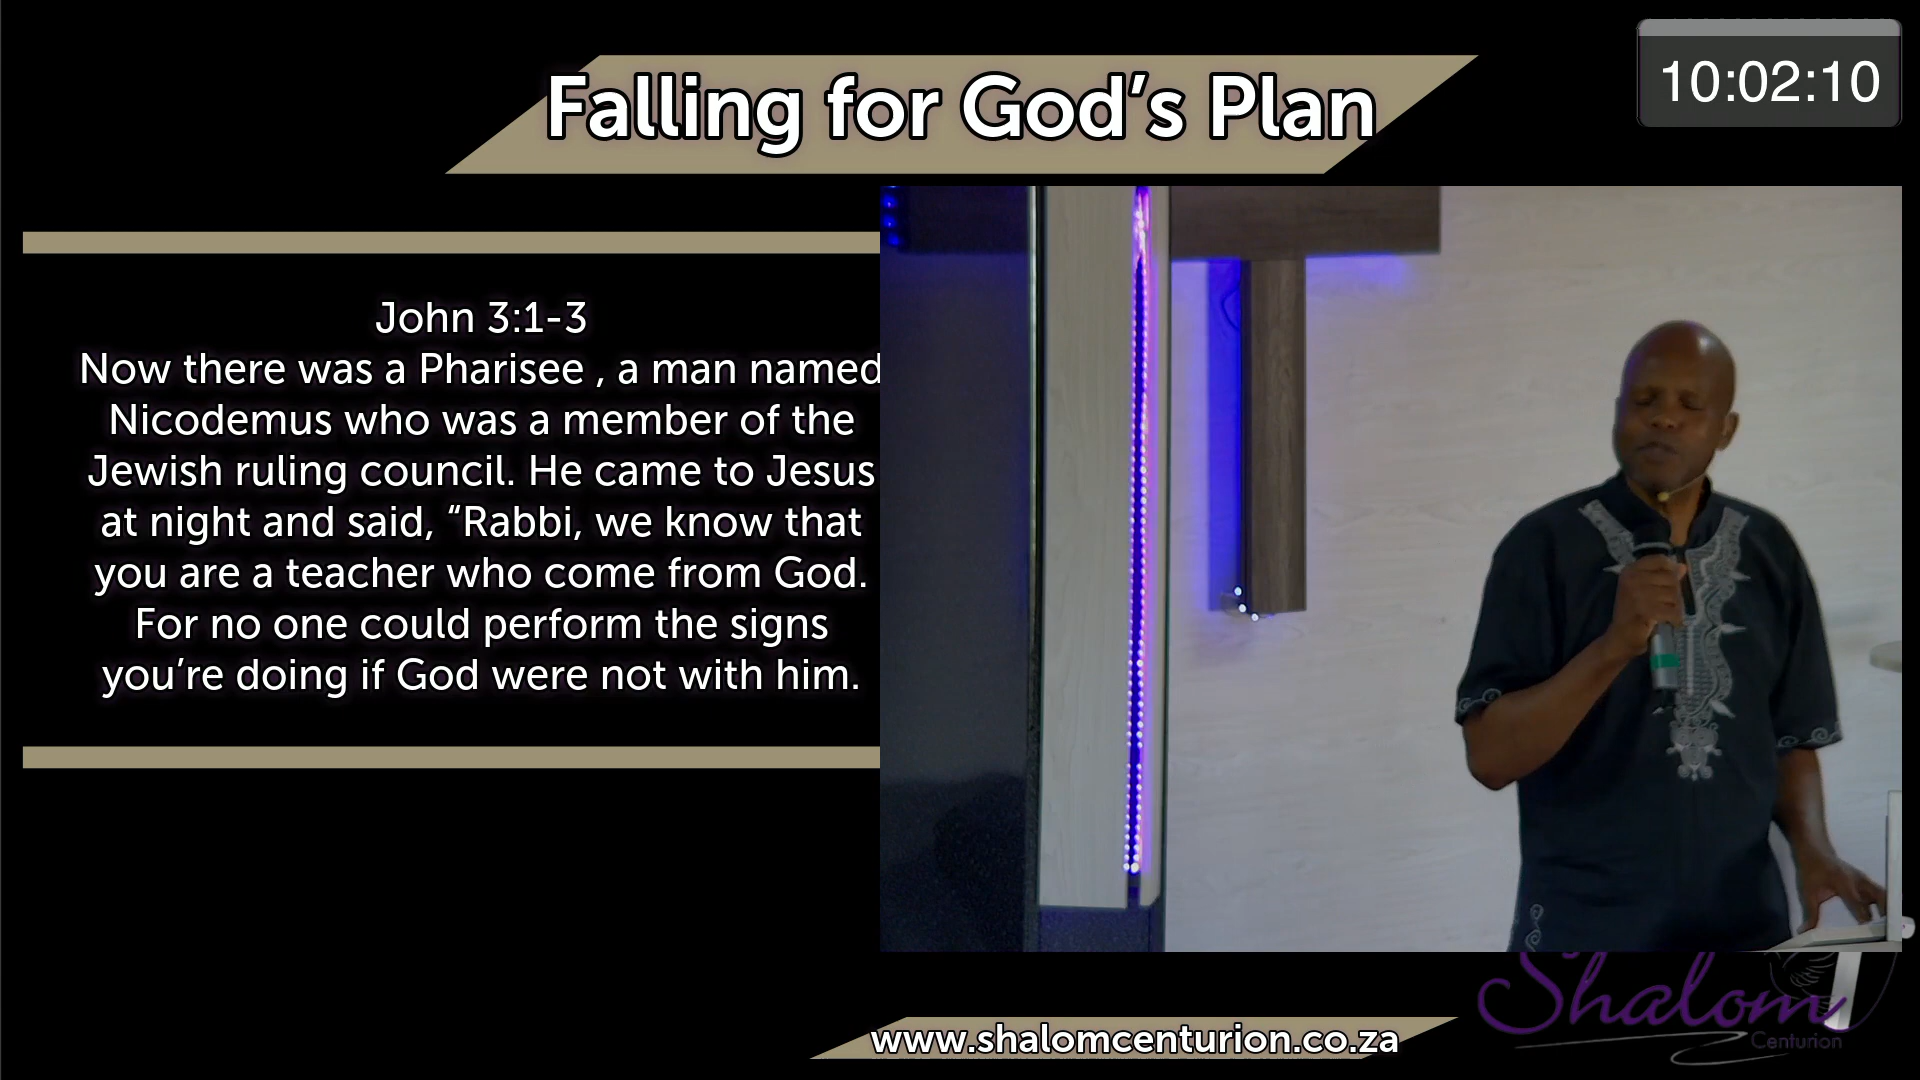 Falling for God’s Plan
10:02:10
John 3:1-3
Now there was a Pharisee , a man named
Nicodemus who was a member of the
Jewish ruling council. He came to Jesus
at night and said, “Rabbi, we know that
you are a teacher who come from God.
For no one could perform the signs
you’re doing if God were not with him.
www.shalomcenturion.co.za
Shalom
Centurion